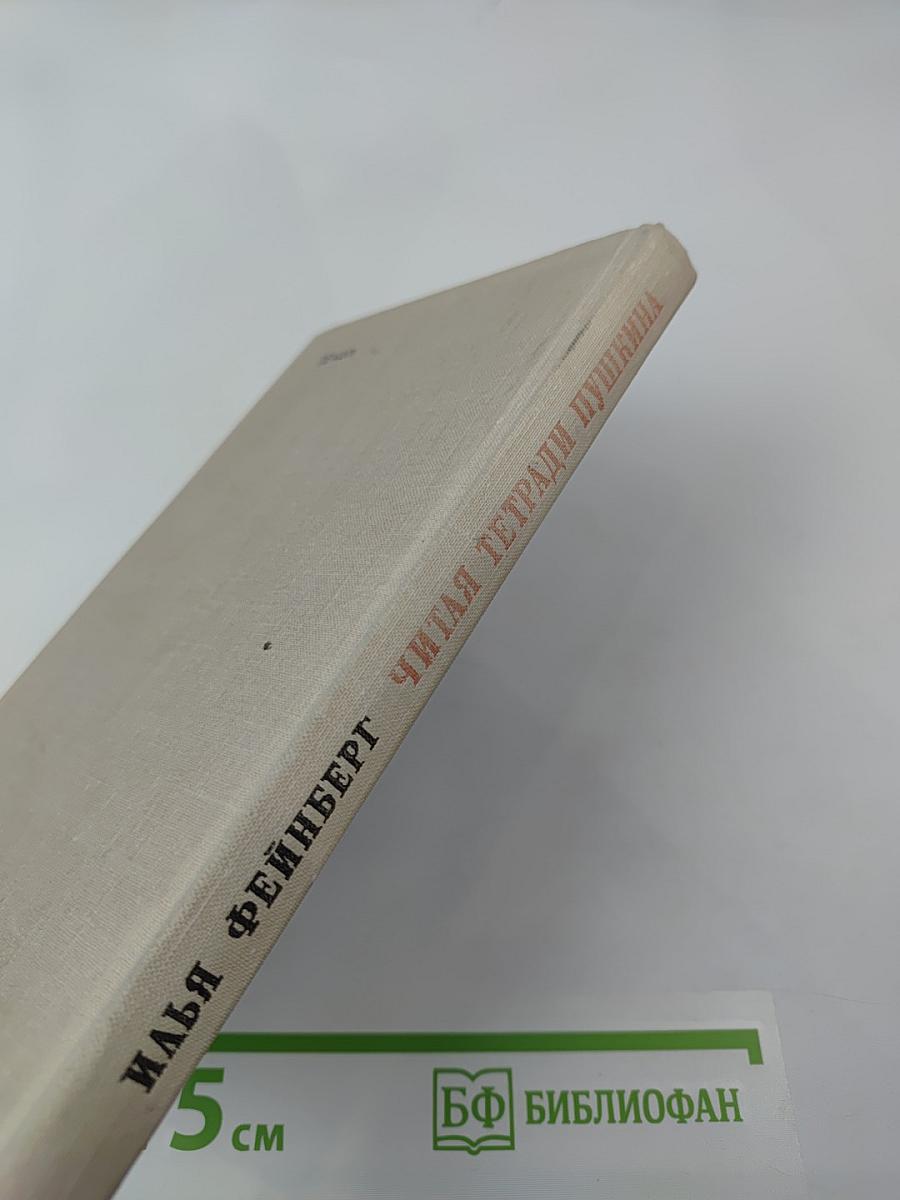 ИЛЬЯ ФЕЙНБЕРГ ЧИТАЯ ТЕТРАДИ ПУШКИНА
5 см
БФ БИБЛИОФАН